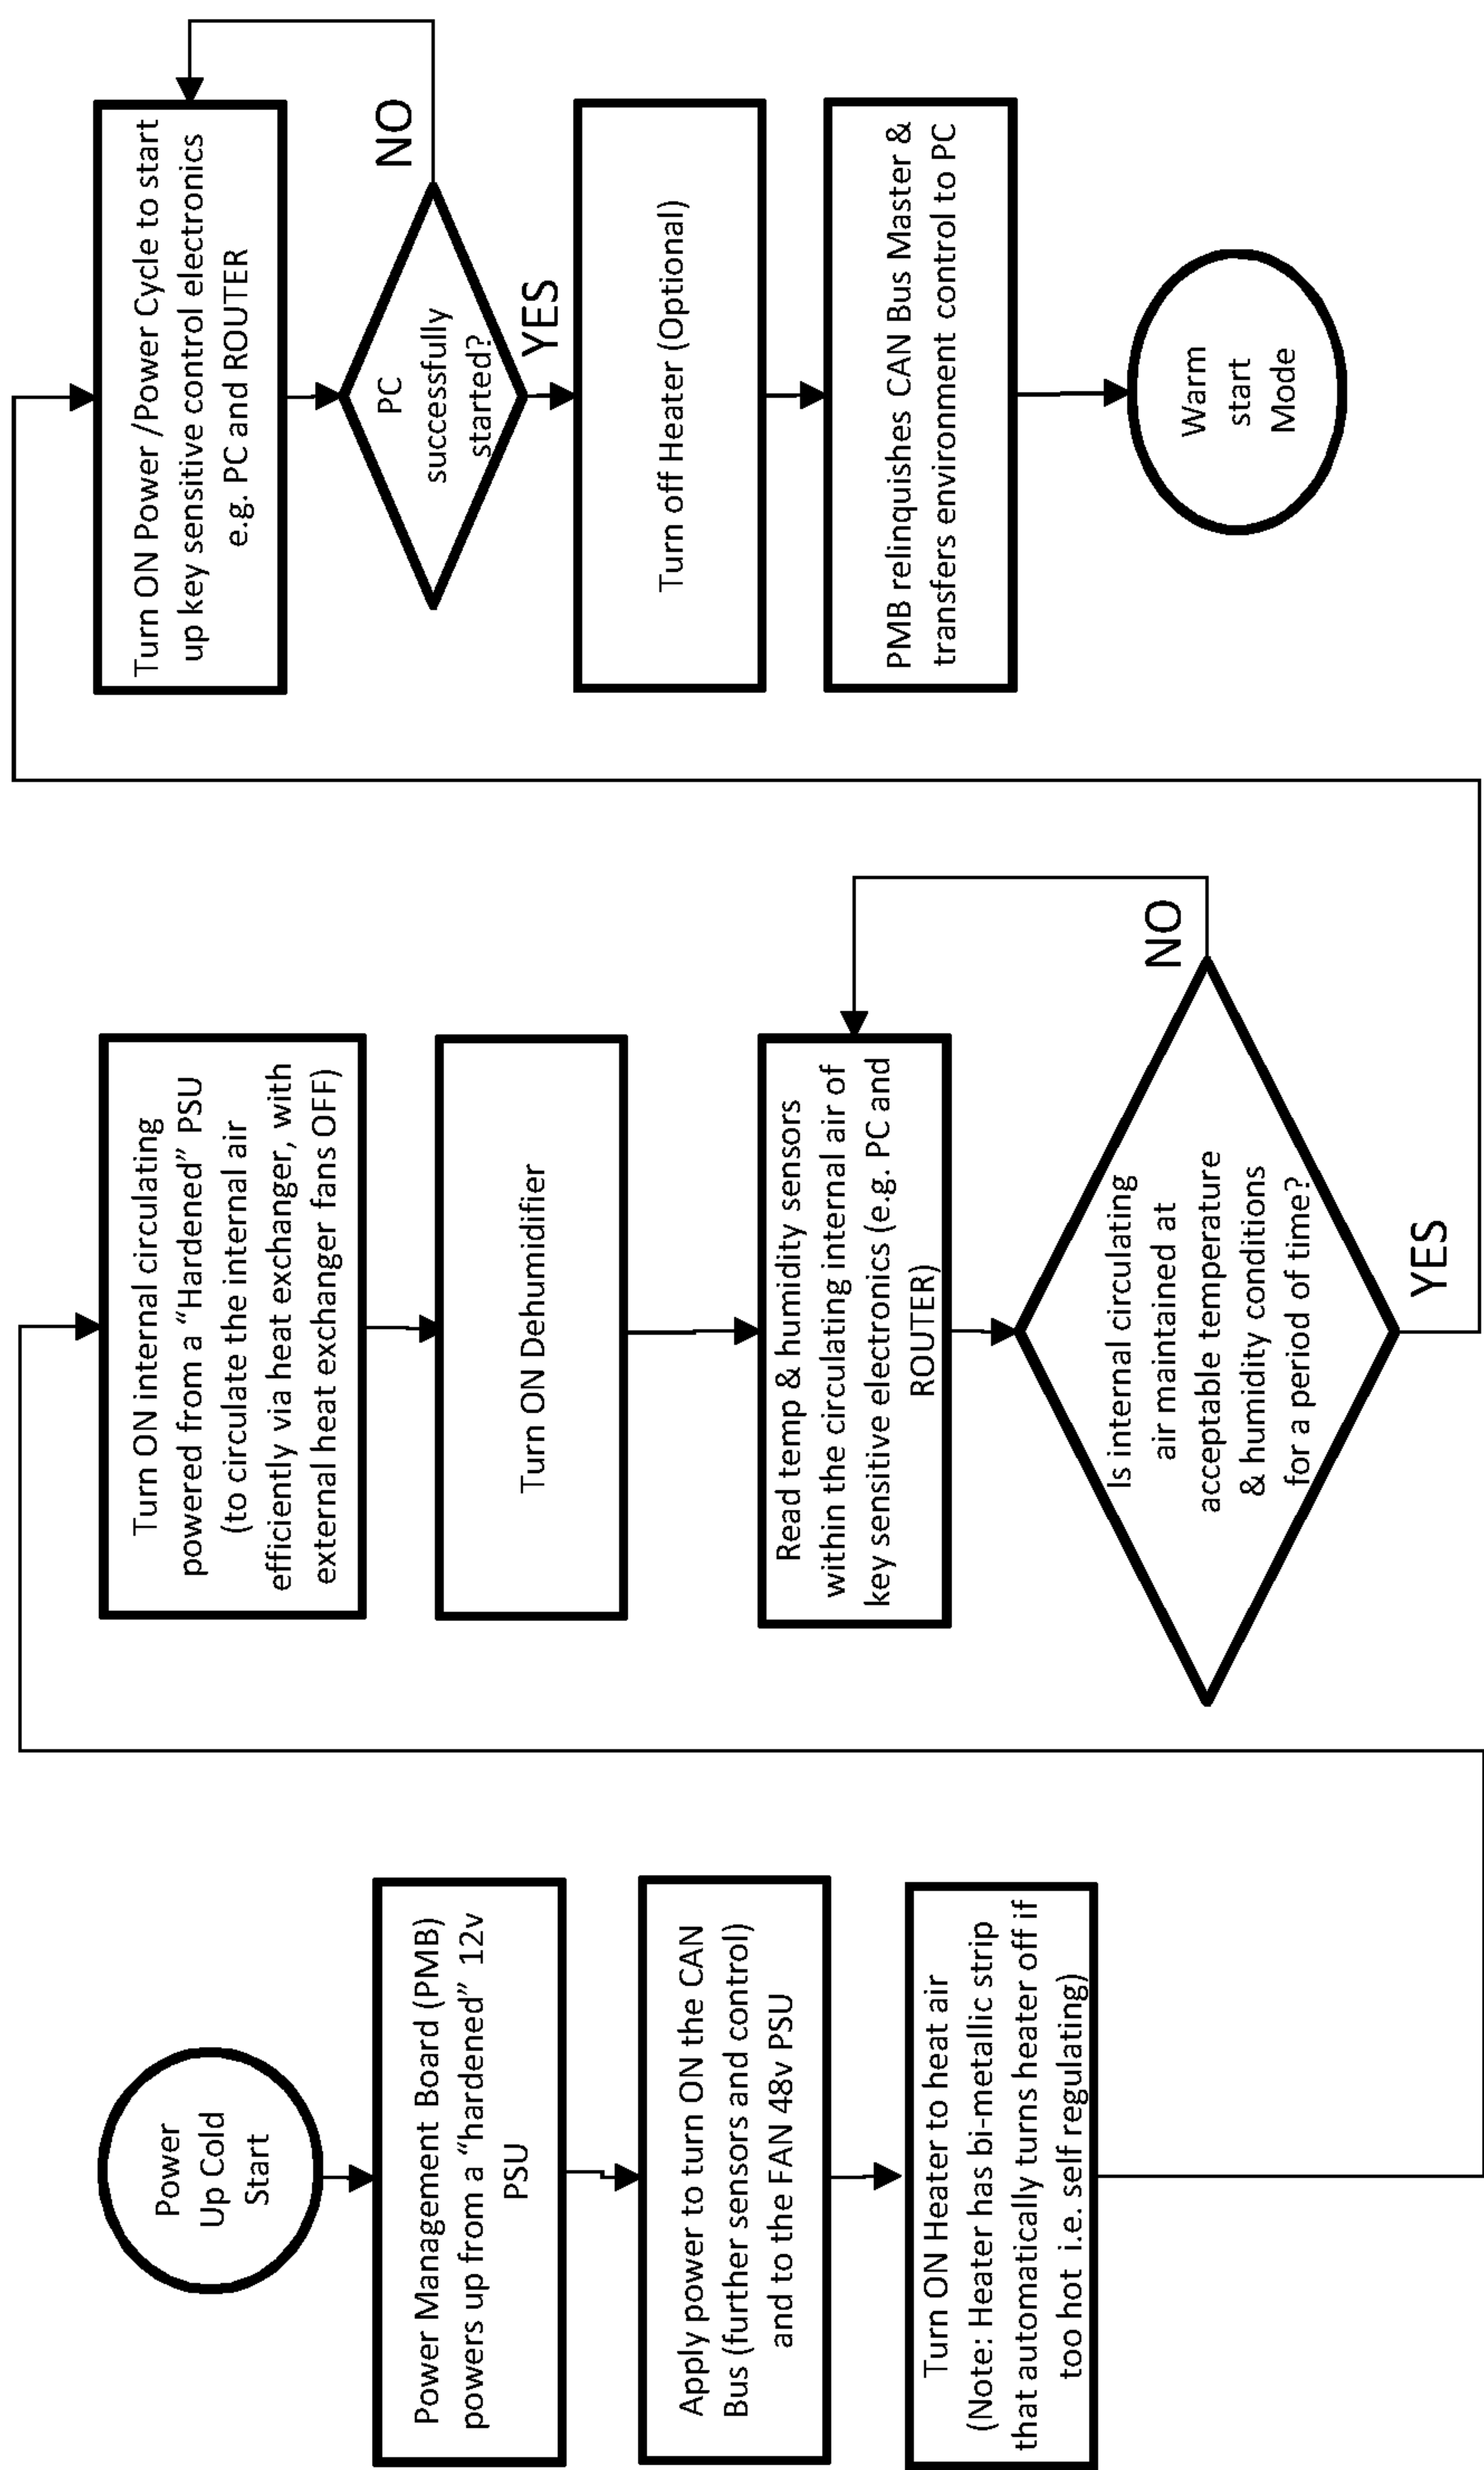 Power
Up Cold
Start
Power Management Board (PMB)
powers up from a “hardened” 12v
PSU
Apply power to turn ON the CAN
Bus (further sensors and control)
and to the FAN 48v PSU
Turn ON Heater to heat air
(Note: Heater has bi-metallic strip
that automatically turns heater off if
too hot i.e. self regulating)
Turn ON internal circulating
powered from a “Hardened” PSU
(to circulate the internal air
efficiently via heat exchanger, with
external heat exchanger fans OFF)
Turn ON Dehumidifier
Read temp & humidity sensors
within the circulating internal air of
key sensitive electronics (e.g. PC and
ROUTER)
Is internal circulating
air maintained at
acceptable temperature
& humidity conditions
for a period of time?
NO
YES
Turn ON Power /Power Cycle to start
up key sensitive control electronics
e.g. PC and ROUTER
PC
successfully
started?
NO
YES
Turn off Heater (Optional)
PMB relinquishes CAN Bus Master &
transfers environment control to PC
Warm
start
Mode